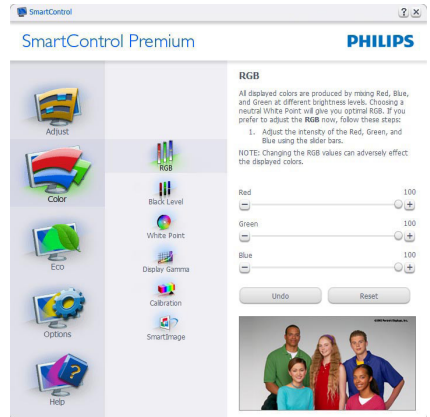 SmartControl
SmartControl Premium
PHILIPS
Adjust
Color
Eco
Options
Help
RGB
Black Level
White Point
Display Gamma
Calibration
SmartImage
RGB
All displayed colors are produced by mixing Red, Blue,
and Green at different brightness levels. Choosing a
neutral White Point will give you optimal RGB. If you
prefer to adjust the RGB now, follow these steps:
1. Adjust the intensity of the Red, Green, and
Blue using the slider bars.
NOTE: Changing the RGB values can adversely effect
the displayed colors.
Red 100
Green 100
Blue 100
Undo Reset